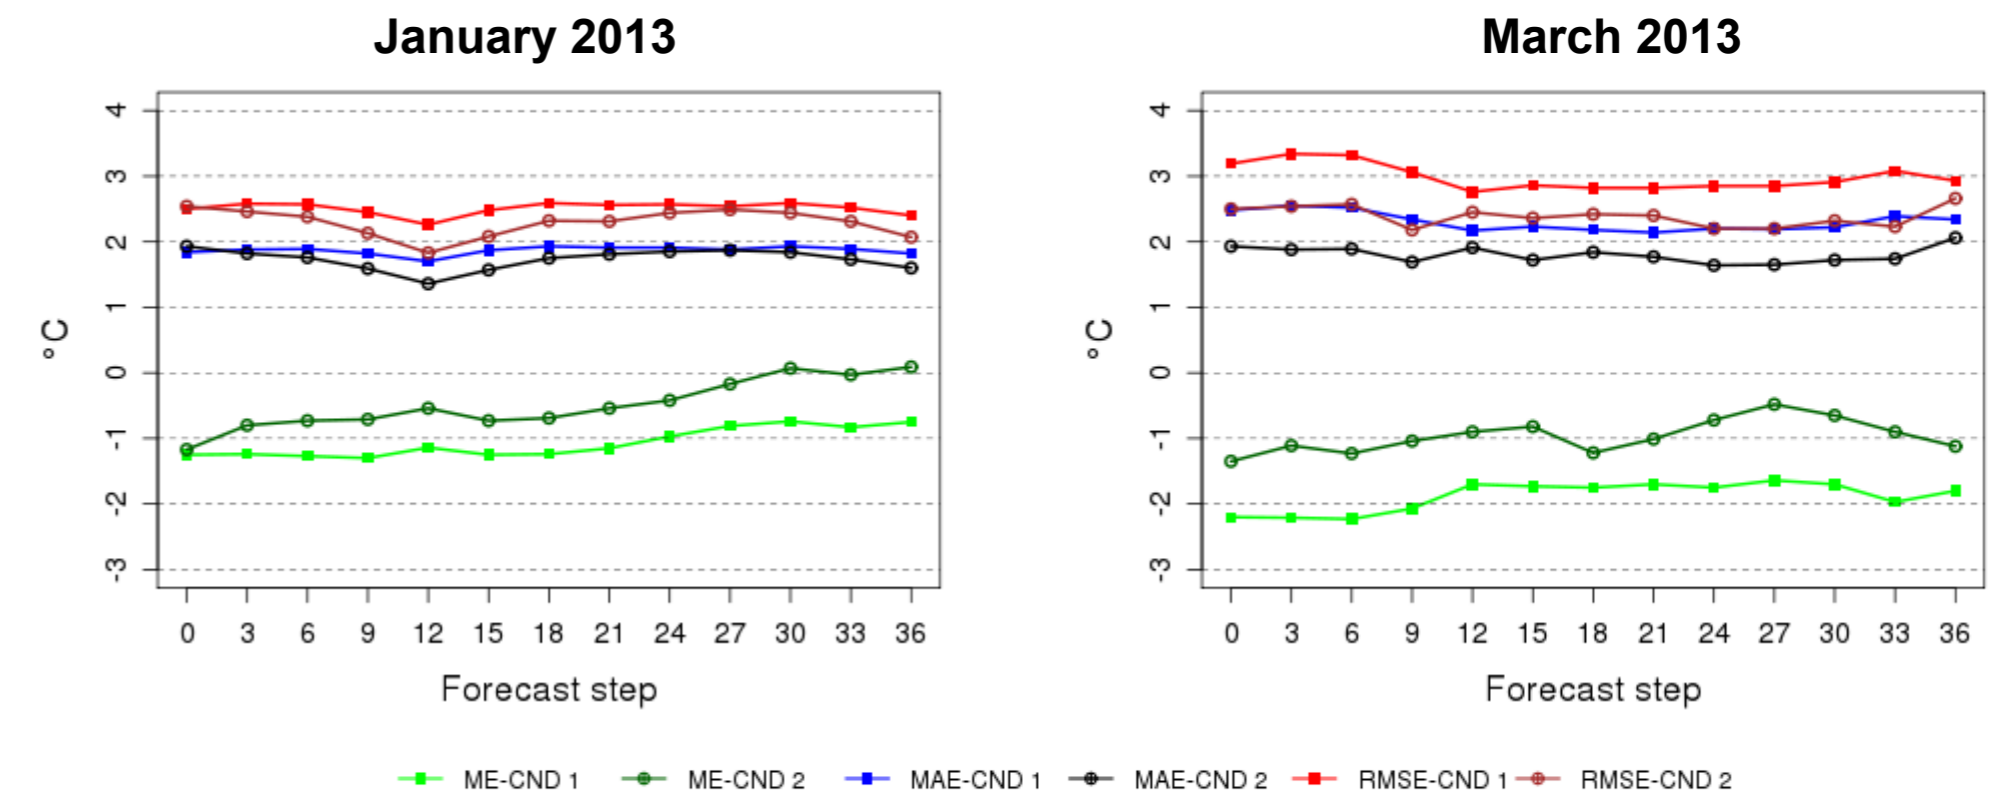 January 2013
March 2013
4
3
2
1
0
-1
-2
-3
°C
0 3 6 9 12 15 18 21 24 27 30 33 36
Forecast step
4
3
2
1
0
-1
-2
-3
°C
0 3 6 9 12 15 18 21 24 27 30 33 36
Forecast step
ME-CND 1 ME-CND 2 MAE-CND 1 MAE-CND 2 RMSE-CND 1 RMSE-CND 2